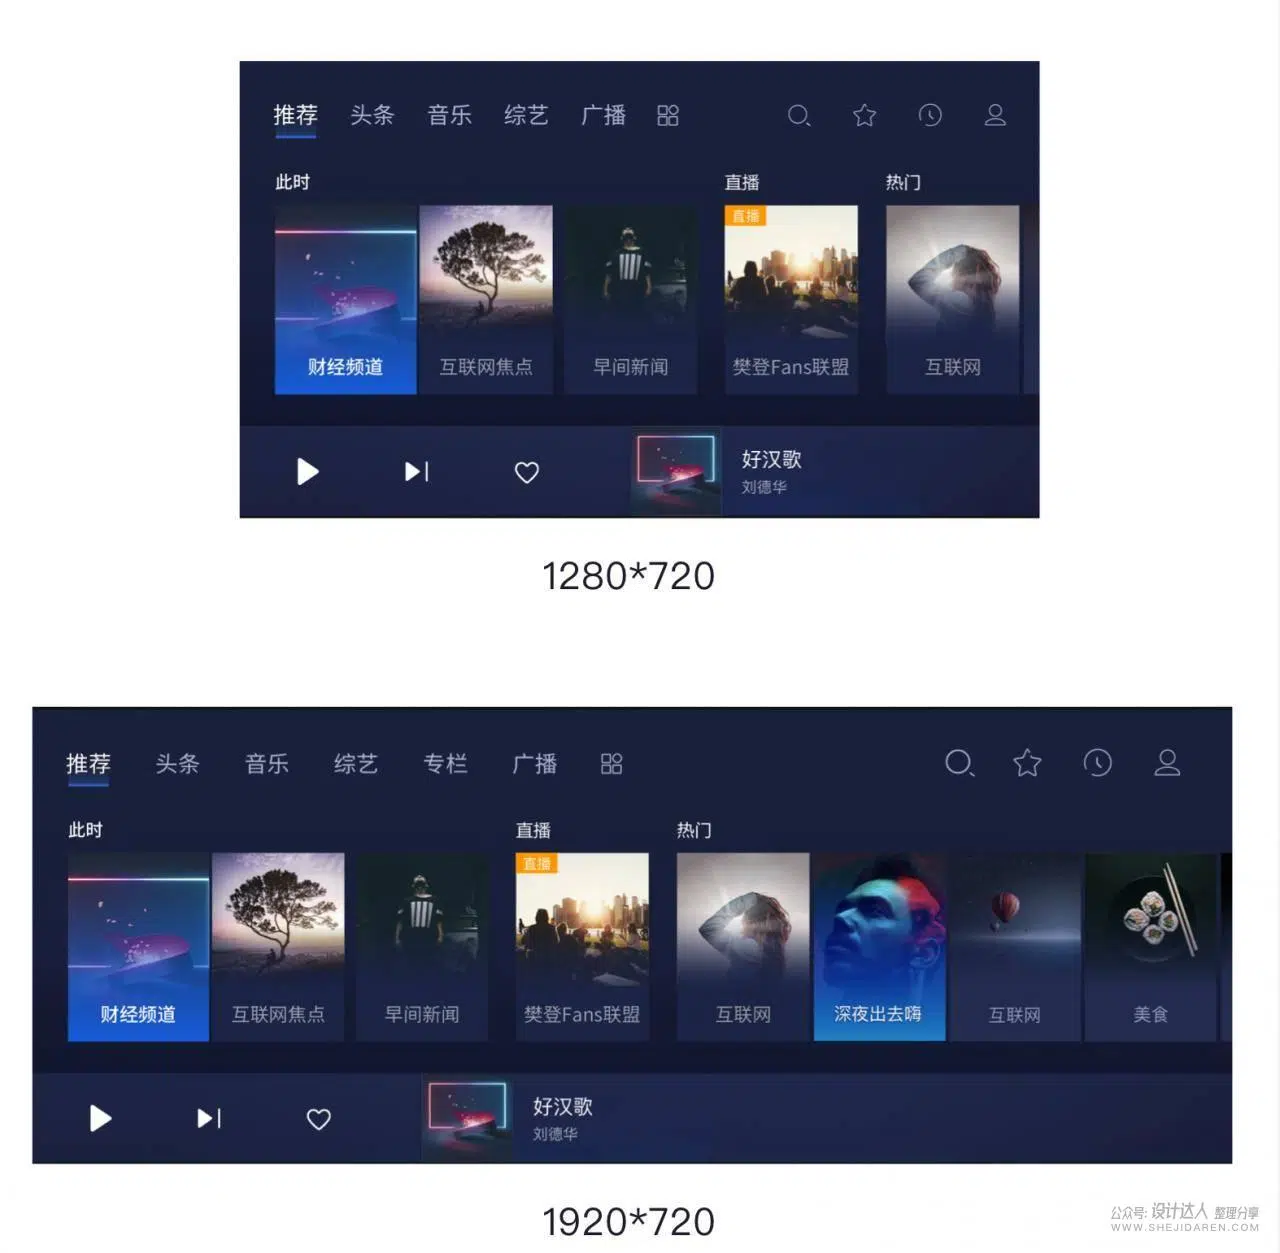 推荐 头条 音乐 综艺 广播
此时 直播 热门
直播
财经频道 互联网焦点 早间新闻 樊登Fans联盟 互联网
好汉歌
刘德华
1280*720
推荐 头条 音乐 综艺 专栏 广播
此时 直播 热门
直播
财经频道 互联网焦点 早间新闻 樊登Fans联盟 互联网 深夜出去嗨 互联网 美食
好汉歌
刘德华
1920*720
公众号: 设计达人 整理分享
WWW.SHEJIDAREN.COM